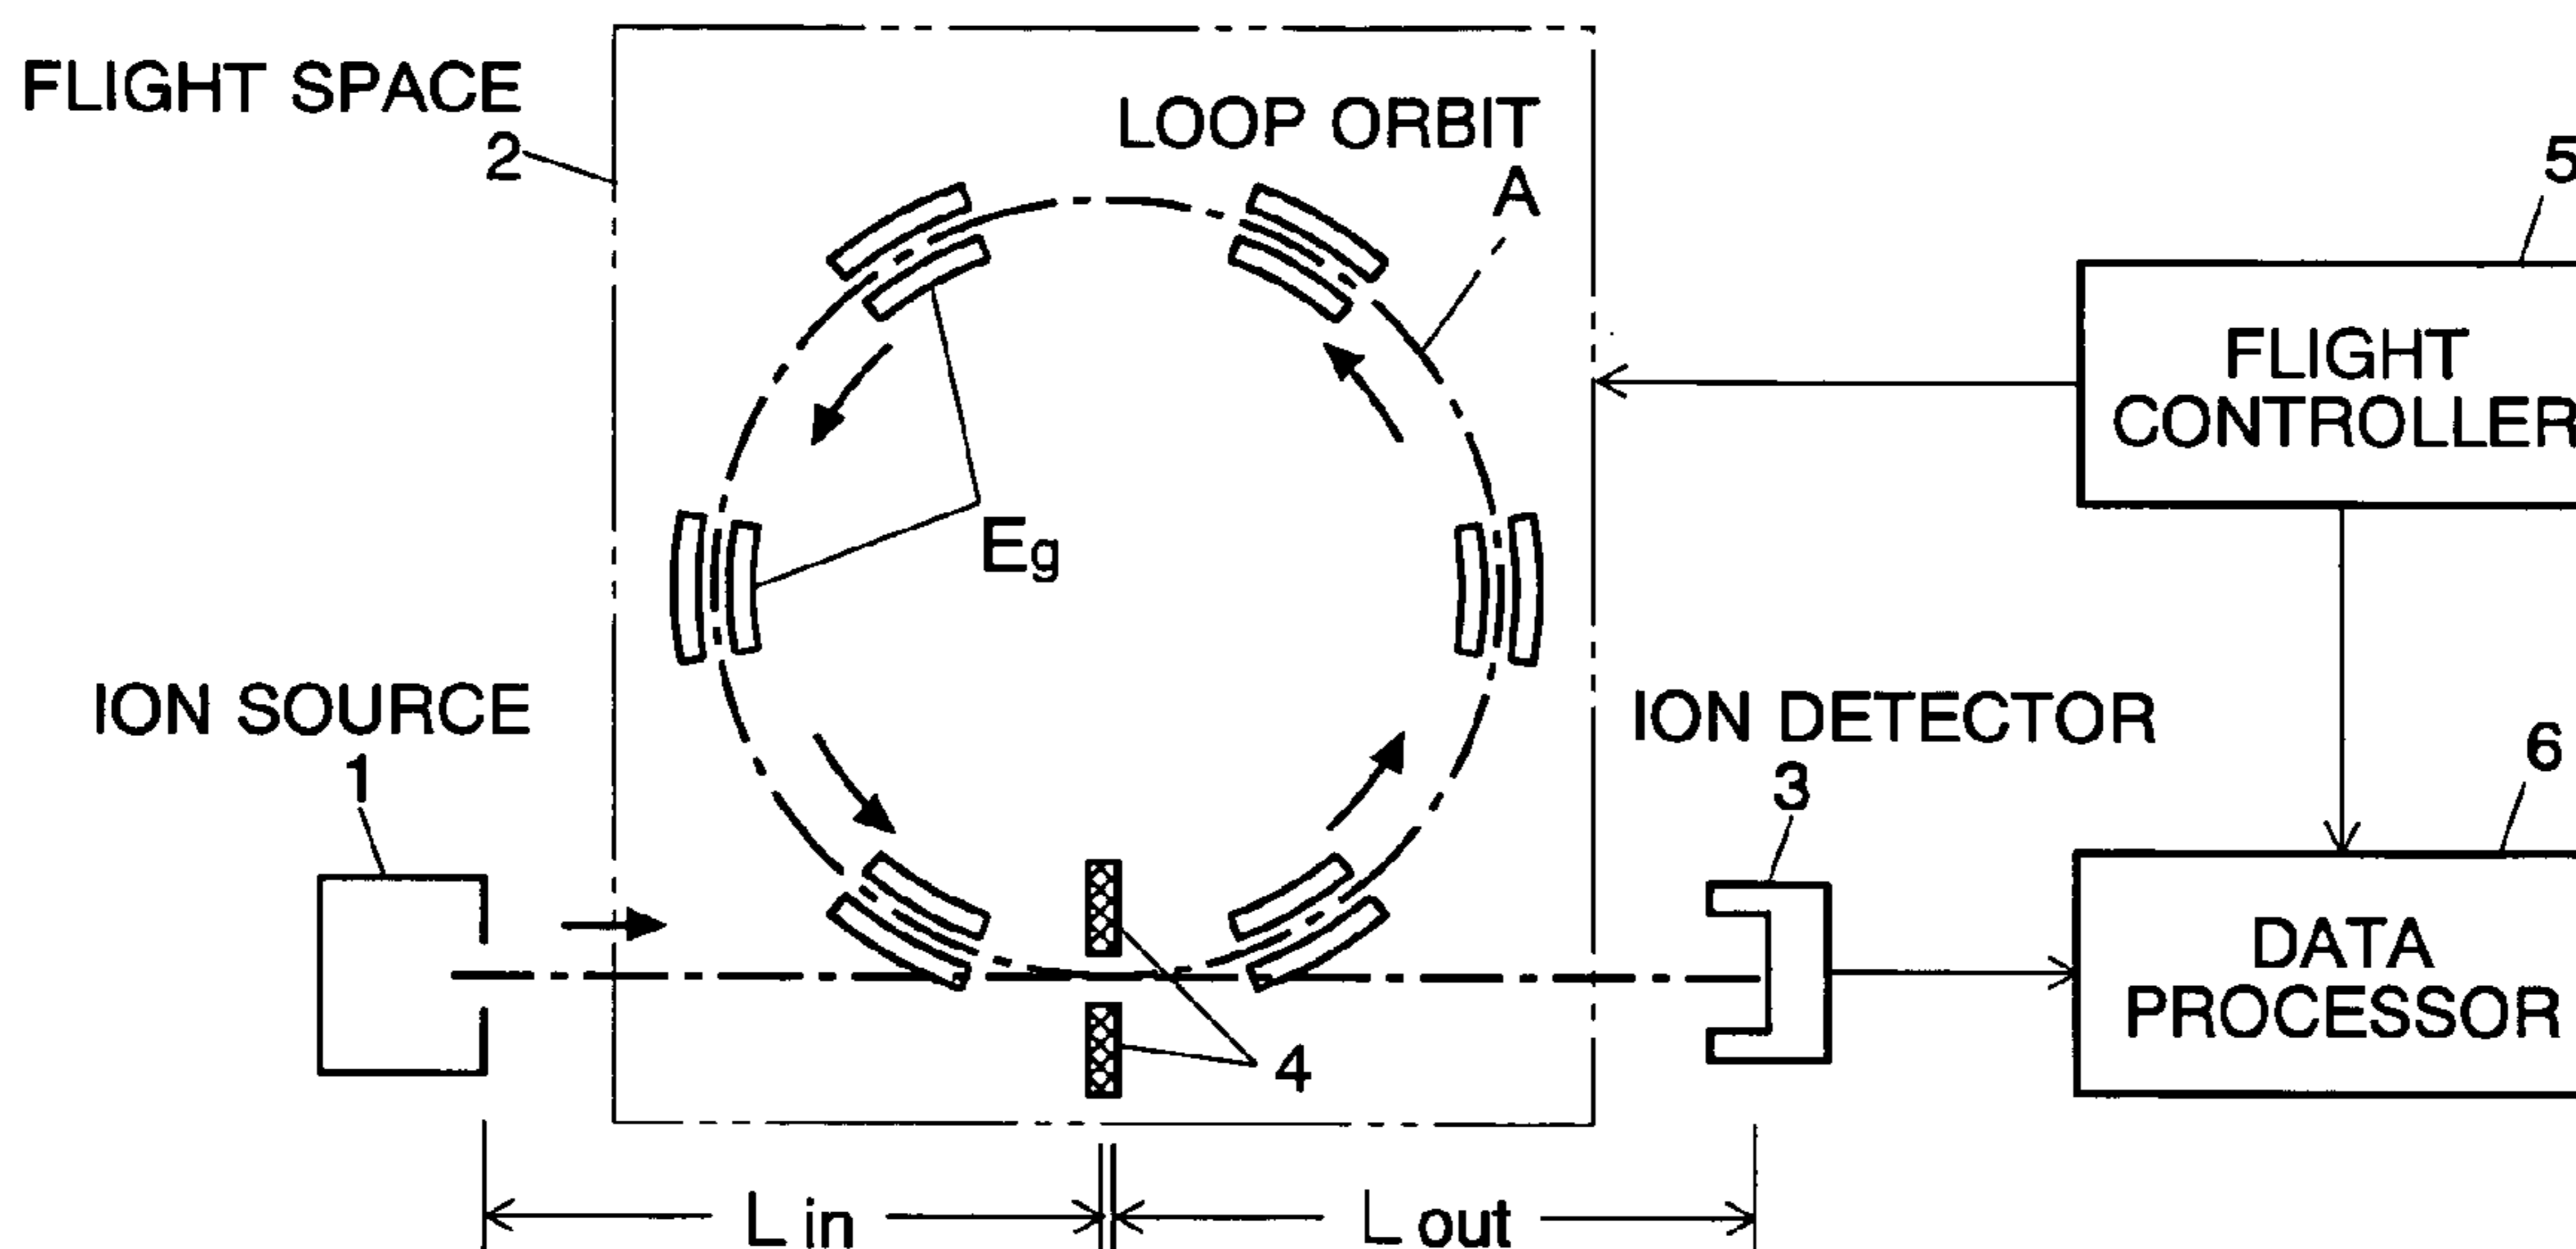 FLIGHT SPACE
2
LOOP ORBIT
A
5
FLIGHT
CONTROLLER
Eg
ION SOURCE
1
ION DETECTOR
3
6
DATA
PROCESSOR
4
L in
L out